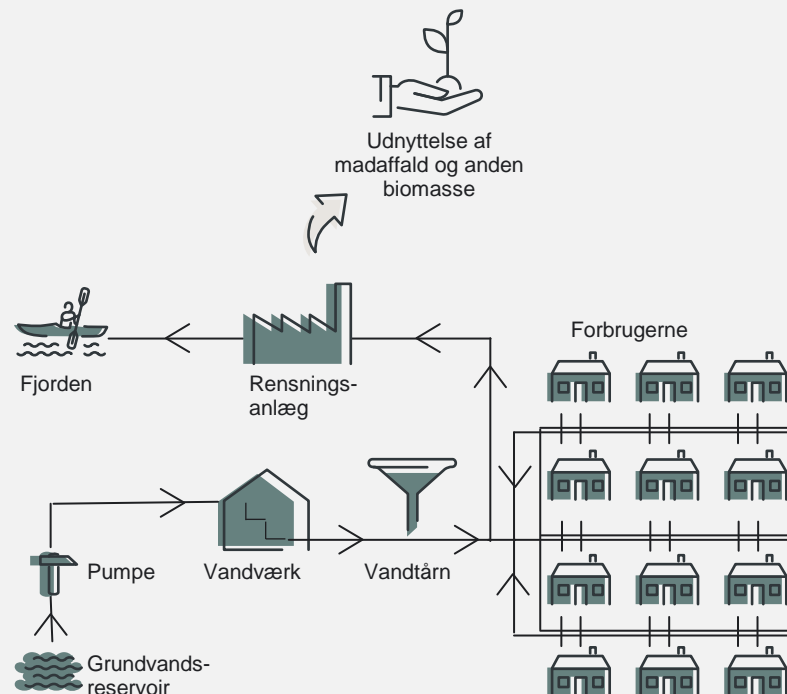 Udnyttelse af
madaffald og anden
biomasse
Forbrugerne
Fjorden
Rensnings-
anlæg
Pumpe
Vandværk
Vandtårn
Grundvands-
reservoir